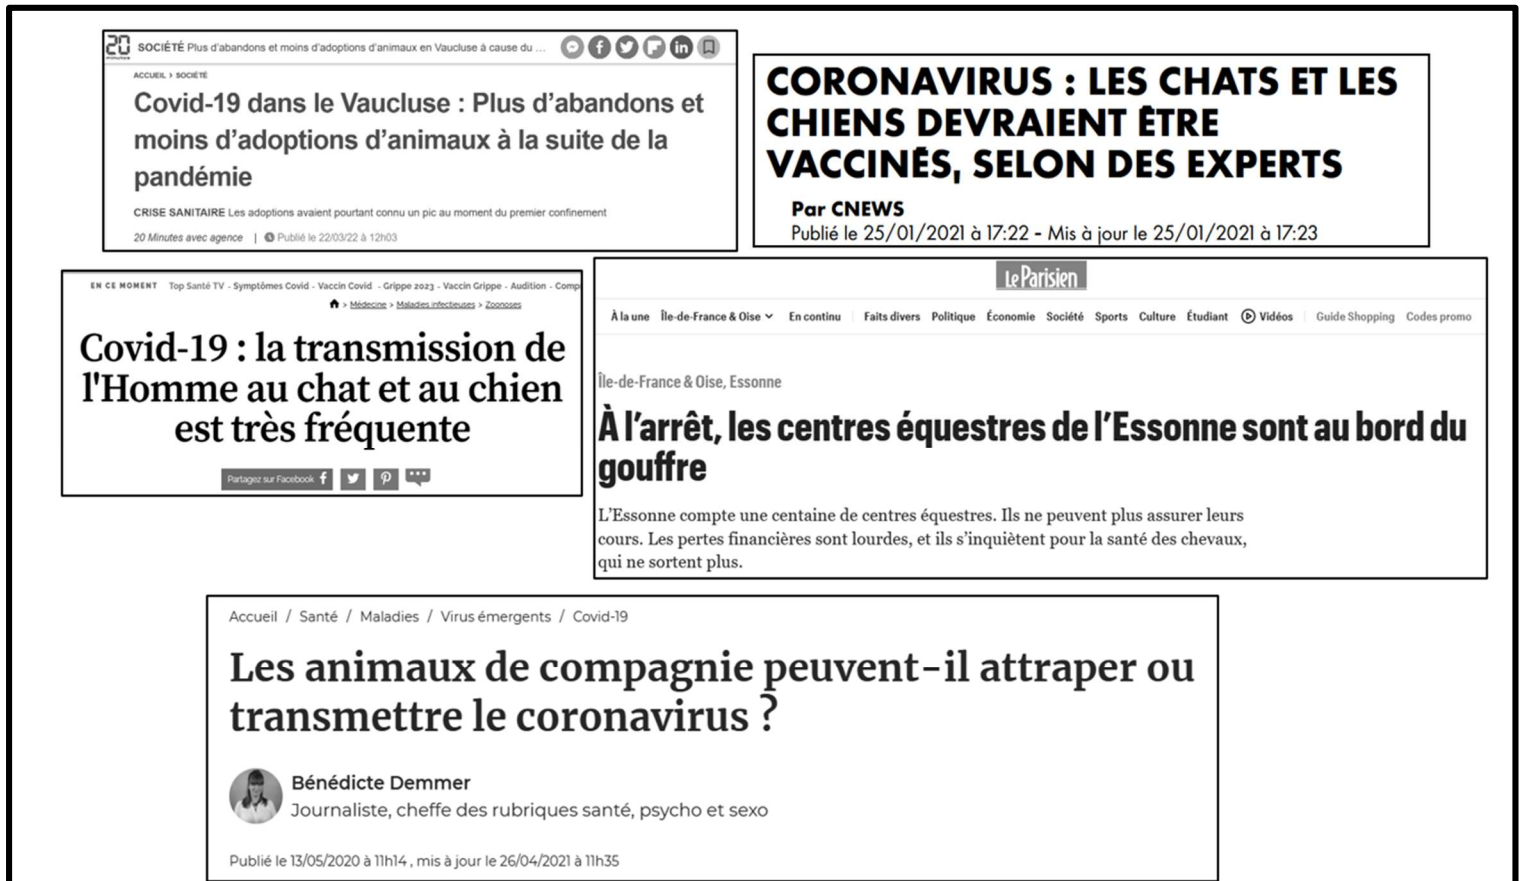 20 minutes
SOCIÉTÉ Plus d'abandons et moins d'adoptions d'animaux en Vaucluse à cause du ...
ACCUEIL > SOCIÉTÉ
Covid-19 dans le Vaucluse : Plus d'abandons et
moins d'adoptions d'animaux à la suite de la
pandémie
CRISE SANITAIRE Les adoptions avaient pourtant connu un pic au moment du premier confinement
20 Minutes avec agence | Publié le 22/03/22 à 12h03
CORONAVIRUS : LES CHATS ET LES
CHIENS DEVRAIENT ÊTRE
VACCINÉS, SELON DES EXPERTS
Par CNEWS
Publié le 25/01/2021 à 17:22 - Mis à jour le 25/01/2021 à 17:23
EN CE MOMENT Top Santé TV - Symptômes Covid - Vaccin Covid - Grippe 2023 - Vaccin Grippe - Audition - Comp
> Médecine > Maladies infectieuses > Zoonoses
Covid-19 : la transmission de
l'Homme au chat et au chien
est très fréquente
Partagez sur Facebook
Le Parisien
À la une Île-de-France & Oise En continu Faits divers Politique Économie Société Sports Culture Étudiant Vidéos Guide Shopping Codes promo
Île-de-France & Oise, Essonne
À l'arrêt, les centres équestres de l'Essonne sont au bord du
gouffre
L'Essonne compte une centaine de centres équestres. Ils ne peuvent plus assurer leurs
cours. Les pertes financières sont lourdes, et ils s'inquiètent pour la santé des chevaux,
qui ne sortent plus.
Accueil / Santé / Maladies / Virus émergents / Covid-19
Les animaux de compagnie peuvent-il attraper ou
transmettre le coronavirus ?
Bénédicte Demmer
Journaliste, cheffe des rubriques santé, psycho et sexo
Publié le 13/05/2020 à 11h14 , mis à jour le 26/04/2021 à 11h35